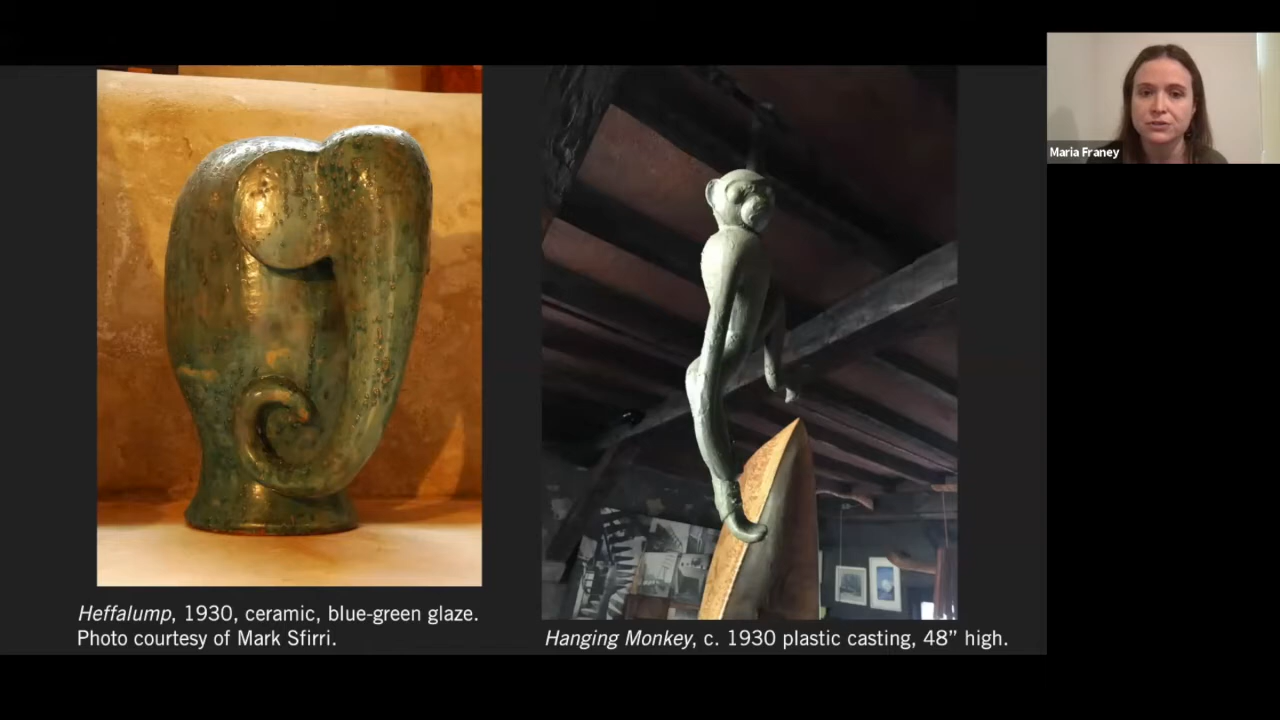 Maria Franey
Heffalump, 1930, ceramic, blue-green glaze.
Photo courtesy of Mark Sfirri.
Hanging Monkey, c. 1930 plastic casting, 48” high.